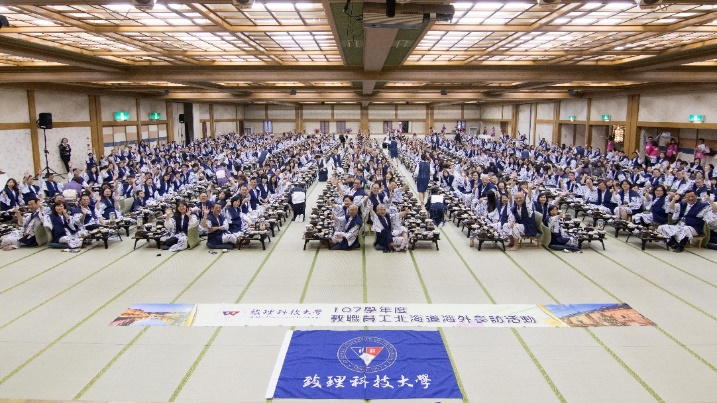 致理科技大學
107學年度
教職員工北海道海外參訪活動
致理科技大學